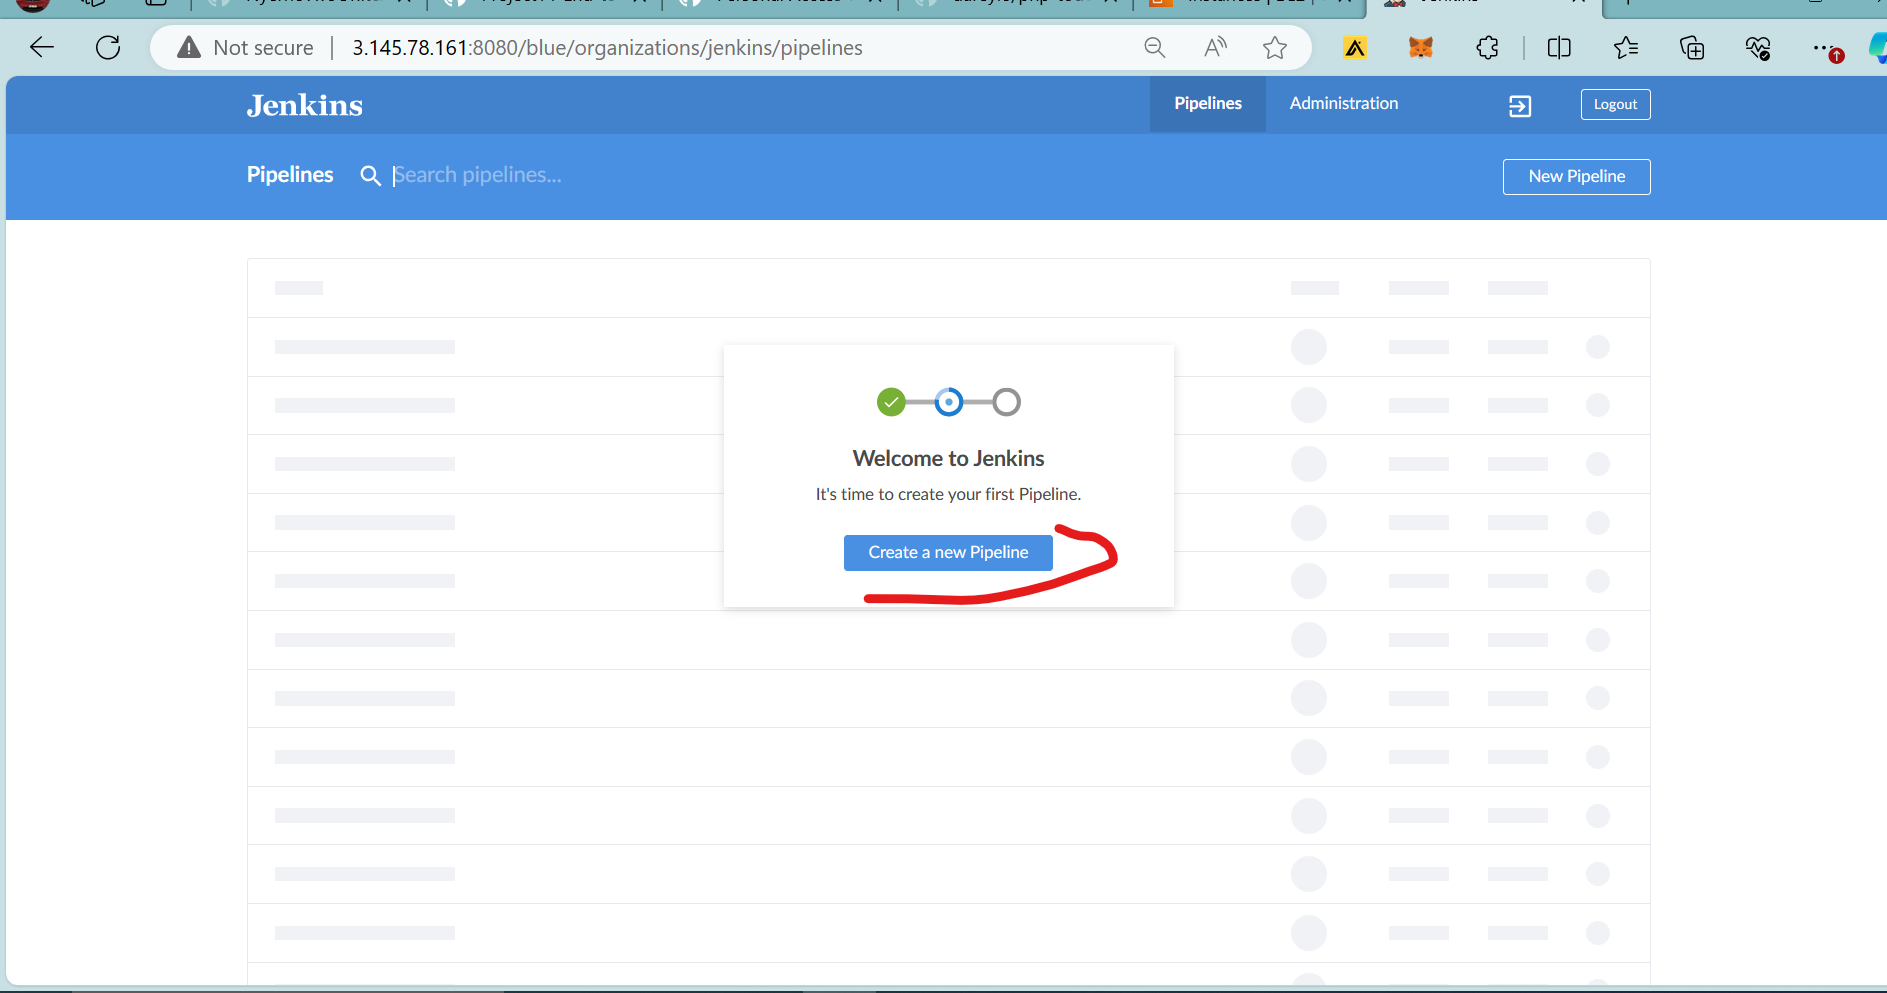 Not secure
3.145.78.161:8080/blue/organizations/jenkins/pipelines
Jenkins
Pipelines
Administration
Logout
Pipelines
Search pipelines...
New Pipeline
Welcome to Jenkins
It's time to create your first Pipeline.
Create a new Pipeline